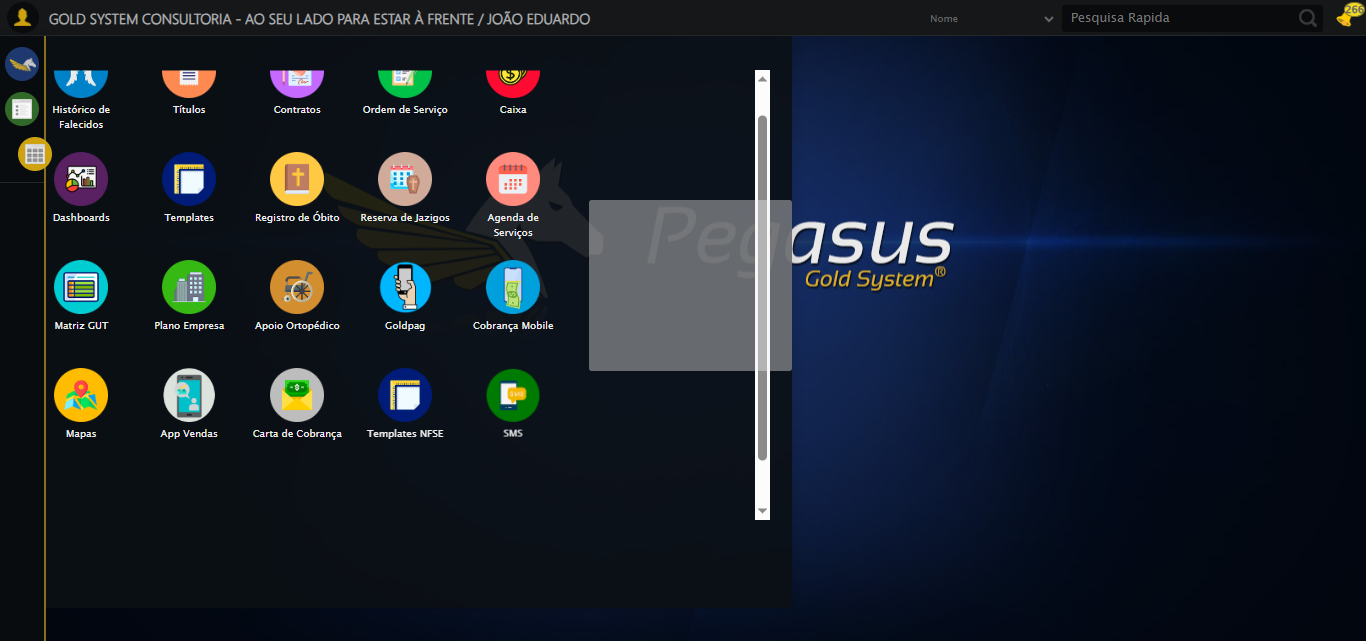 GOLD SYSTEM CONSULTORIA - AO SEU LADO PARA ESTAR À FRENTE / JOÃO EDUARDO
Nome
Pesquisa Rapida
266
Histórico de
Falecidos
Títulos
Contratos
Ordem de Serviço
Caixa
Dashboards
Templates
Registro de Óbito
Reserva de Jazigos
Agenda de
Serviços
Pegasus
Gold System®
Matriz GUT
Plano Empresa
Apoio Ortopédico
Goldpag
Cobrança Mobile
Mapas
App Vendas
Carta de Cobrança
Templates NFSE
SMS